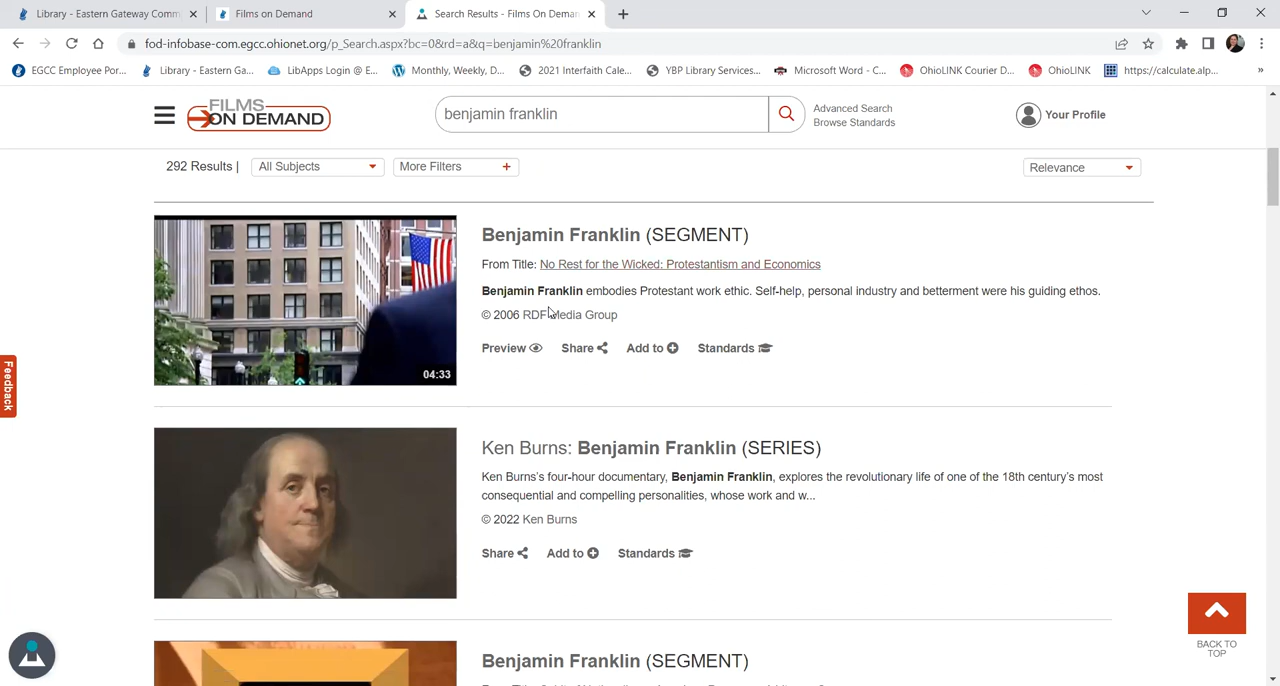 Library - Eastern Gateway Comm
Films on Demand
Search Results - Films On Deman
fod-infobase-com.egcc.ohionet.org/p_Search.aspx?bc=0&rd=a&q=benjamin%20franklin
EGCC Employee Por...
Library - Eastern Ga...
LibApps Login @ E...
Monthly, Weekly, D...
2021 Interfaith Cale...
YBP Library Services...
Microsoft Word - C...
OhioLINK Courier D...
OhioLINK
https://calculate.alp...
»
FILMS
ON DEMAND
benjamin franklin
Advanced Search
Browse Standards
Your Profile
292 Results |
All Subjects
More Filters +
Relevance
Benjamin Franklin (SEGMENT)
From Title: No Rest for the Wicked: Protestantism and Economics
Benjamin Franklin embodies Protestant work ethic. Self-help, personal industry and betterment were his guiding ethos.
© 2006 RDF Media Group
Preview
Share
Add to
Standards
04:33
Feedback
Ken Burns: Benjamin Franklin (SERIES)
Ken Burns's four-hour documentary, Benjamin Franklin, explores the revolutionary life of one of the 18th century's most
consequential and compelling personalities, whose work and w...
© 2022 Ken Burns
Share
Add to
Standards
BACK TO
TOP
Benjamin Franklin (SEGMENT)